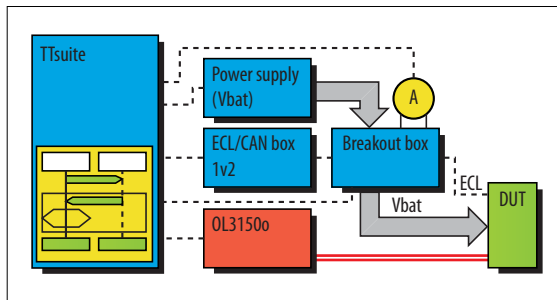 TTsuite
Power supply
(Vbat)
A
ECL/CAN box
1v2
Breakout box
ECL
Vbat
DUT
OL3150o